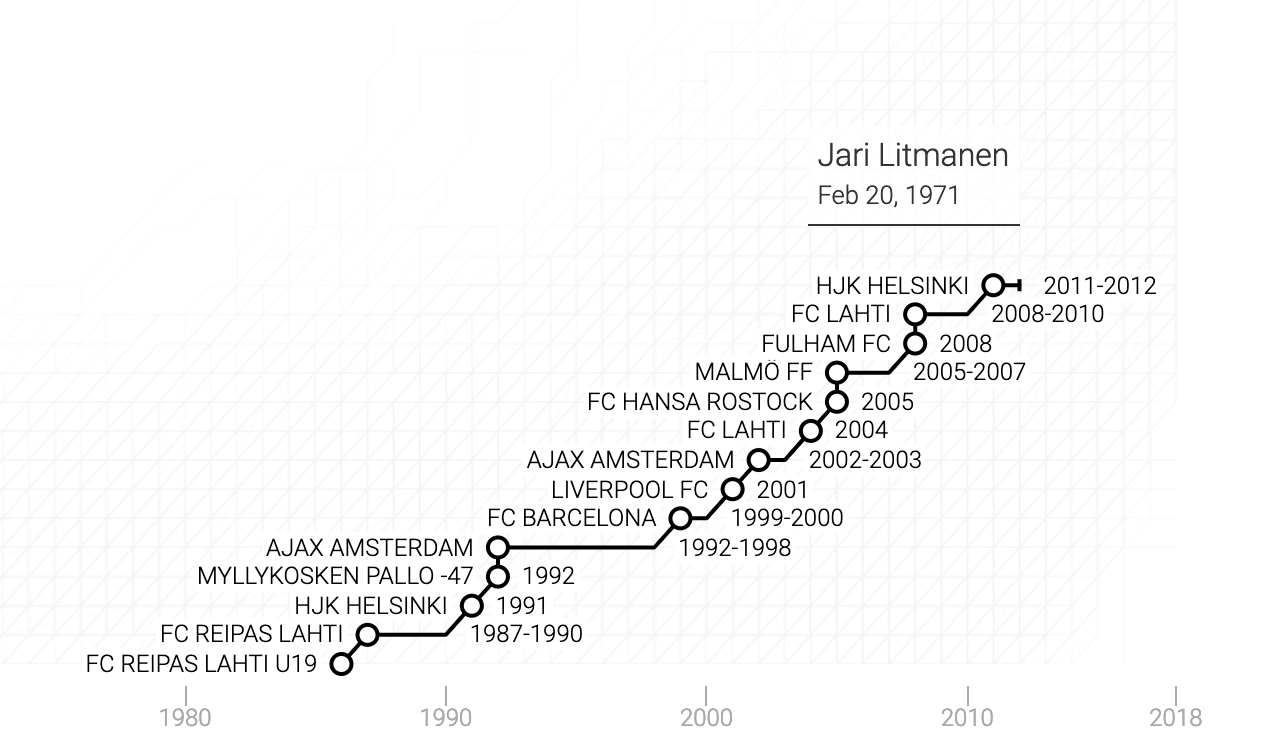 Jari Litmanen
Feb 20, 1971
HJK HELSINKI 2011-2012
FC LAHTI 2008-2010
FULHAM FC 2008
MALMÖ FF 2005-2007
FC HANSA ROSTOCK 2005
FC LAHTI 2004
AJAX AMSTERDAM 2002-2003
LIVERPOOL FC 2001
FC BARCELONA 1999-2000
AJAX AMSTERDAM 1992-1998
MYLLYKOSKEN PALLO -47 1992
HJK HELSINKI 1991
FC REIPAS LAHTI 1987-1990
FC REIPAS LAHTI U19
1980 1990 2000 2010 2018